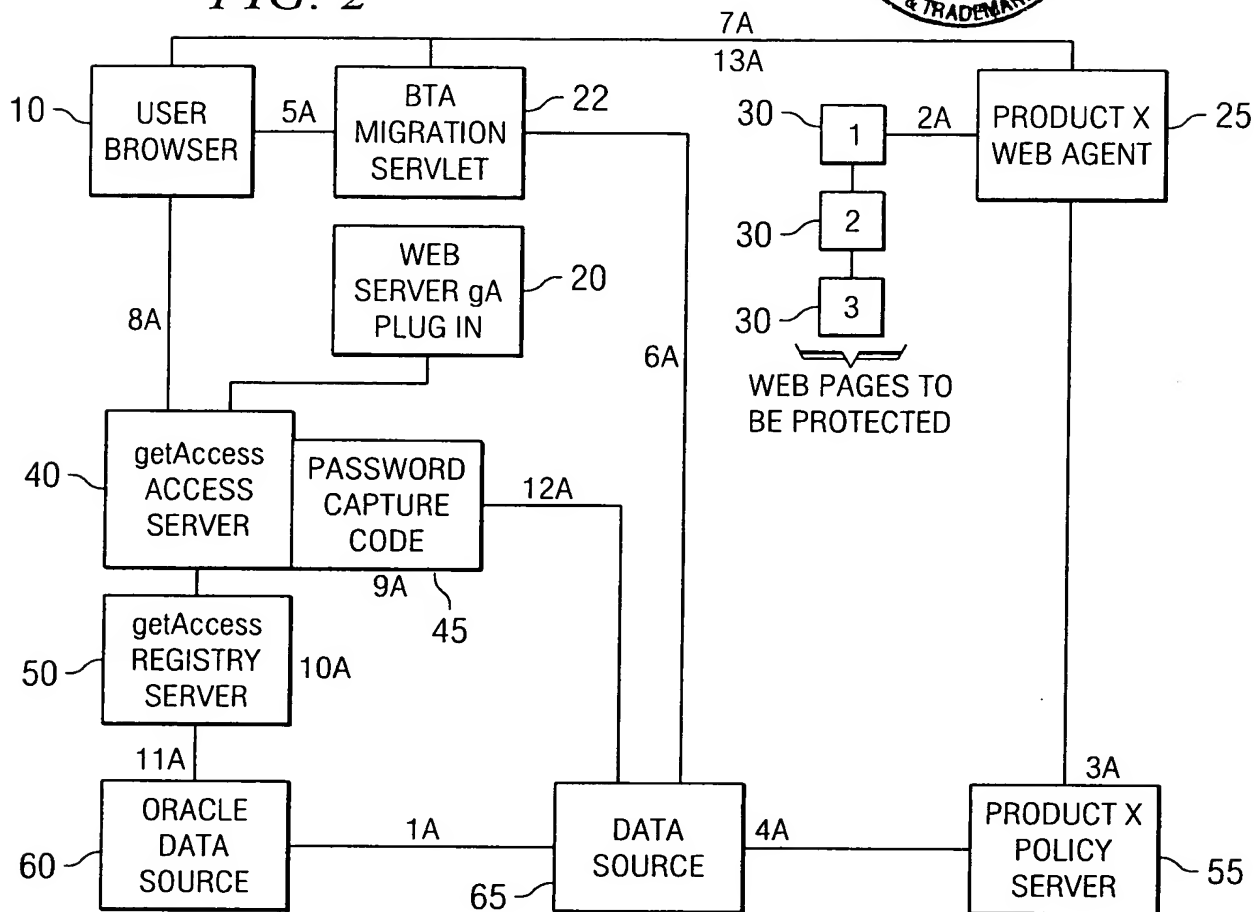 FIG. 2
& TRADEMARK
7A
13A
10
USER
BROWSER
5A
BTA
MIGRATION
SERVLET
22
30
1
2A
PRODUCT X
WEB AGENT
25
30
2
30
3
WEB PAGES TO
BE PROTECTED
WEB
SERVER gA
PLUG IN
20
8A
6A
40
getAccess
ACCESS
SERVER
PASSWORD
CAPTURE
CODE
12A
9A
45
50
getAccess
REGISTRY
SERVER
10A
11A
3A
60
ORACLE
DATA
SOURCE
1A
DATA
SOURCE
65
4A
PRODUCT X
POLICY
SERVER
55